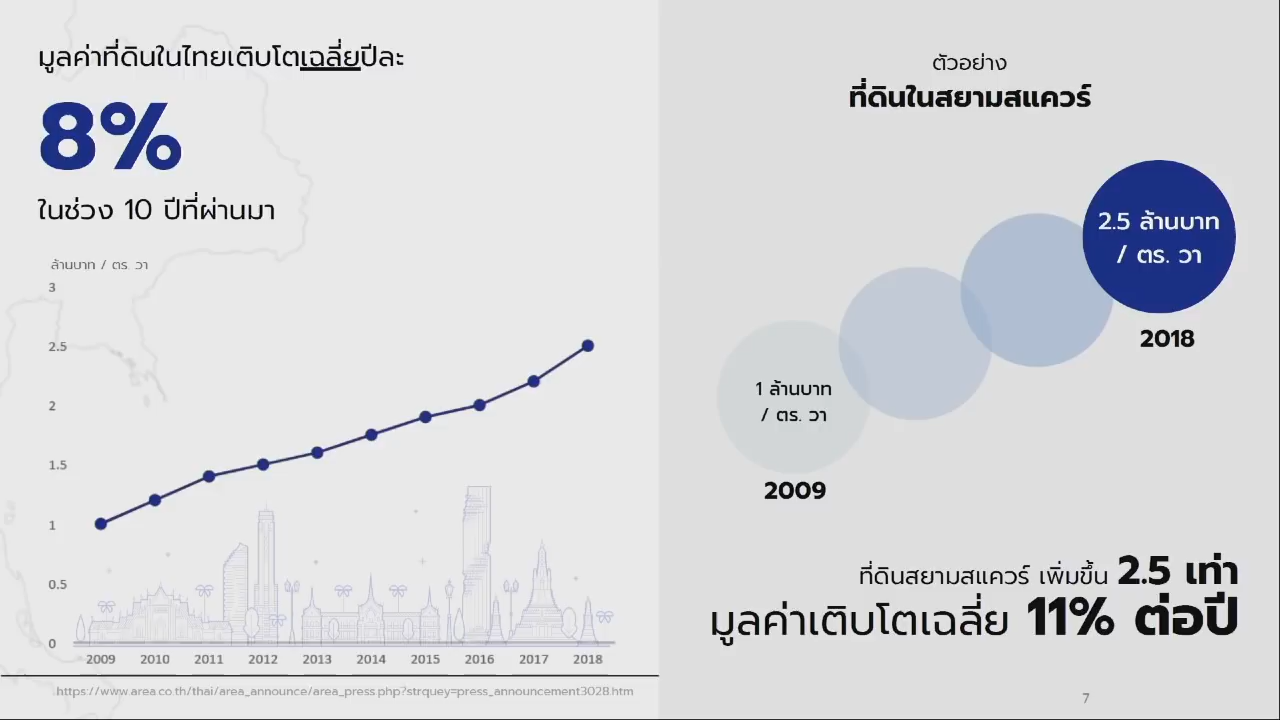 มูลค่าที่ดินในไทยเติบโตเฉลี่ยปีละ
8%
ในช่วง 10 ปีที่ผ่านมา
ล้านบาท / ตร. วา
3
2.5
2
1.5
1
0.5
0
2009 2010 2011 2012 2013 2014 2015 2016 2017 2018
https://www.area.co.th/thai/area_announce/area_press.php?strquey=press_announcement3028.htm
ตัวอย่าง
ที่ดินในสยามสแควร์
2.5 ล้านบาท
/ ตร. วา
2018
1 ล้านบาท
/ ตร. วา
2009
ที่ดินสยามสแควร์ เพิ่มขึ้น 2.5 เท่า
มูลค่าเติบโตเฉลี่ย 11% ต่อปี
7